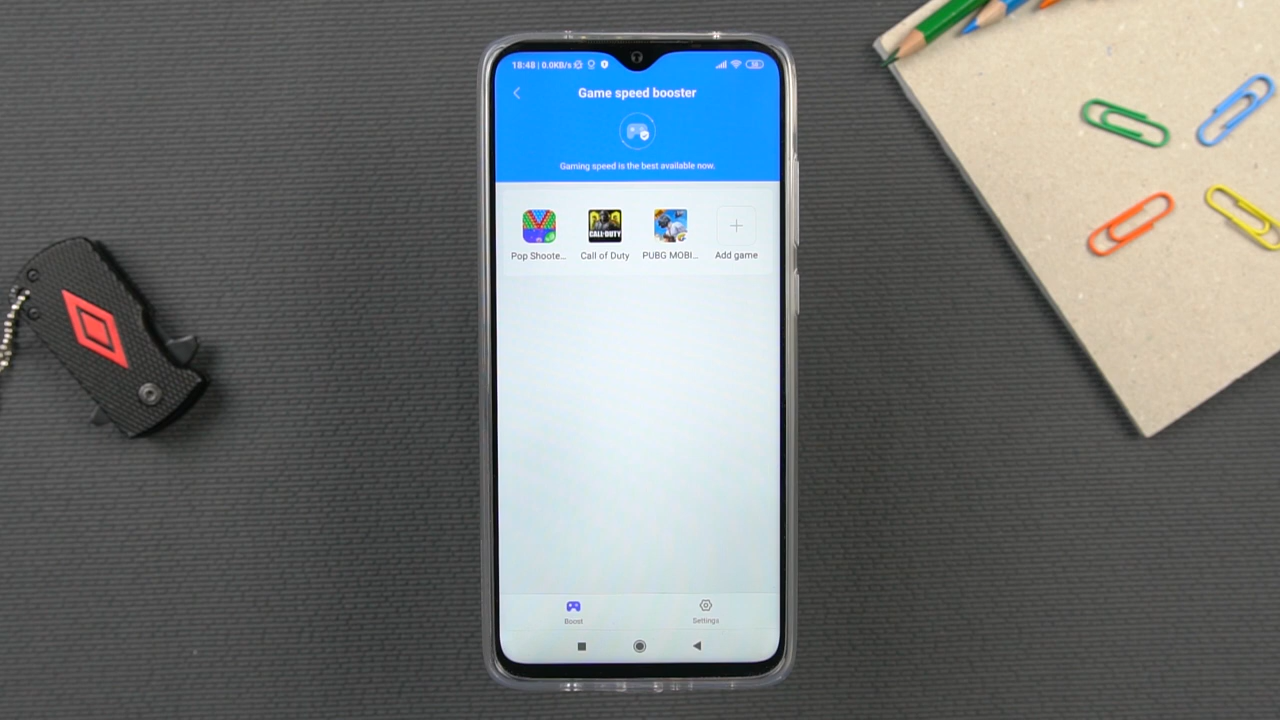 18:48 | 0.0KB/s
Game speed booster
Gaming speed is the best available now.
CALL OF DUTY
Pop Shoote...
Call of Duty
PUBG MOBI...
Add game
Boost
Settings